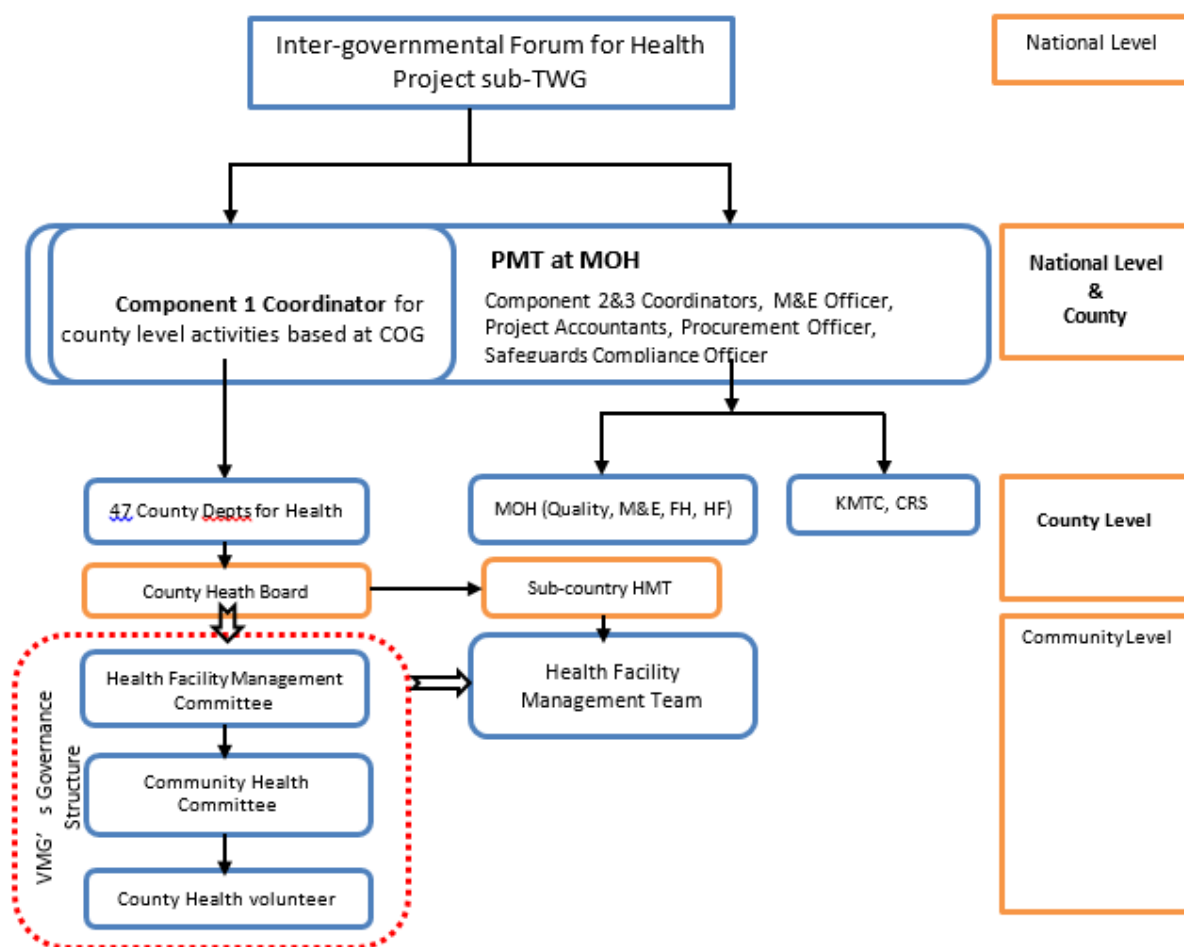 Inter-governmental Forum for Health
Project sub-TWG
National Level
Component 1 Coordinator for
county level activities based at COG
PMT at MOH
Component 2&3 Coordinators, M&E Officer,
Project Accountants, Procurement Officer,
Safeguards Compliance Officer
National Level
&
County
47 County Depts for Health
MOH (Quality, M&E, FH, HF)
KMTC, CRS
County Level
County Heath Board
Sub-country HMT
Community Level
VMG's Governance
Structure
Health Facility Management
Committee
Health Facility
Management Team
Community Health
Committee
County Health volunteer